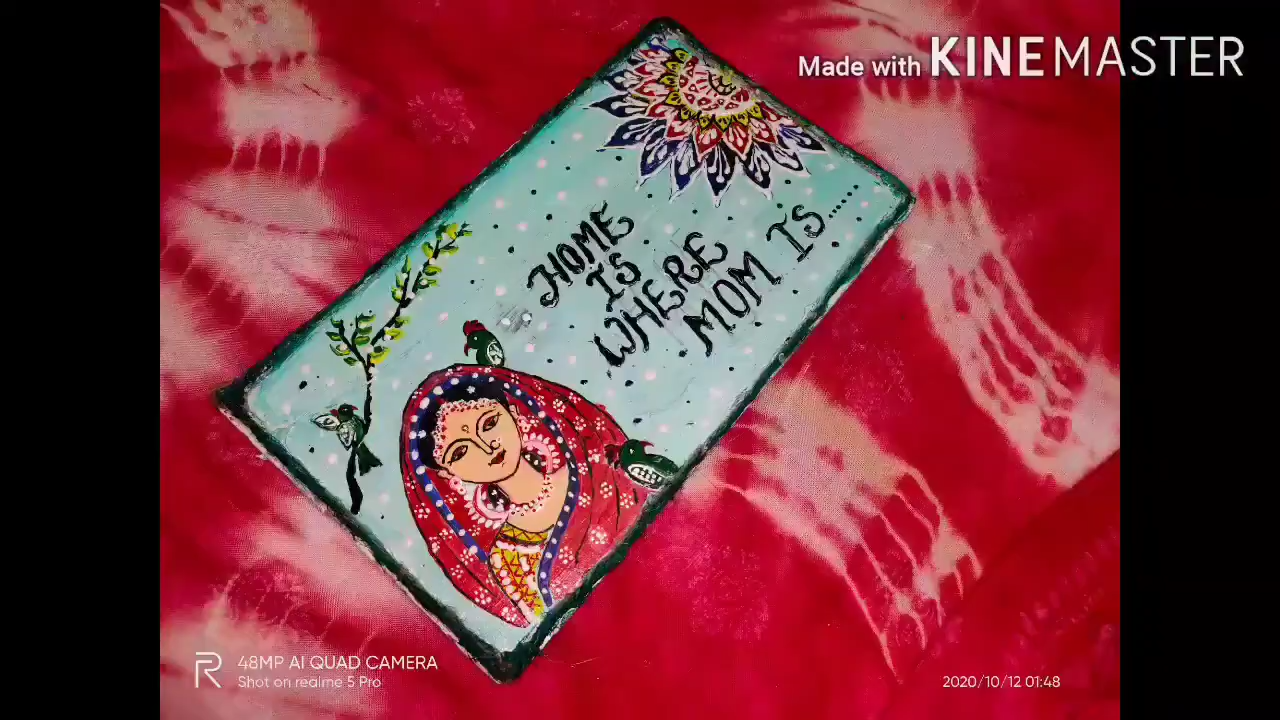 Made with KINEMASTER
HOME
IS
WHERE
MOM IS......
48MP AI QUAD CAMERA
Shot on realme 5 Pro
2020/10/12 01:48